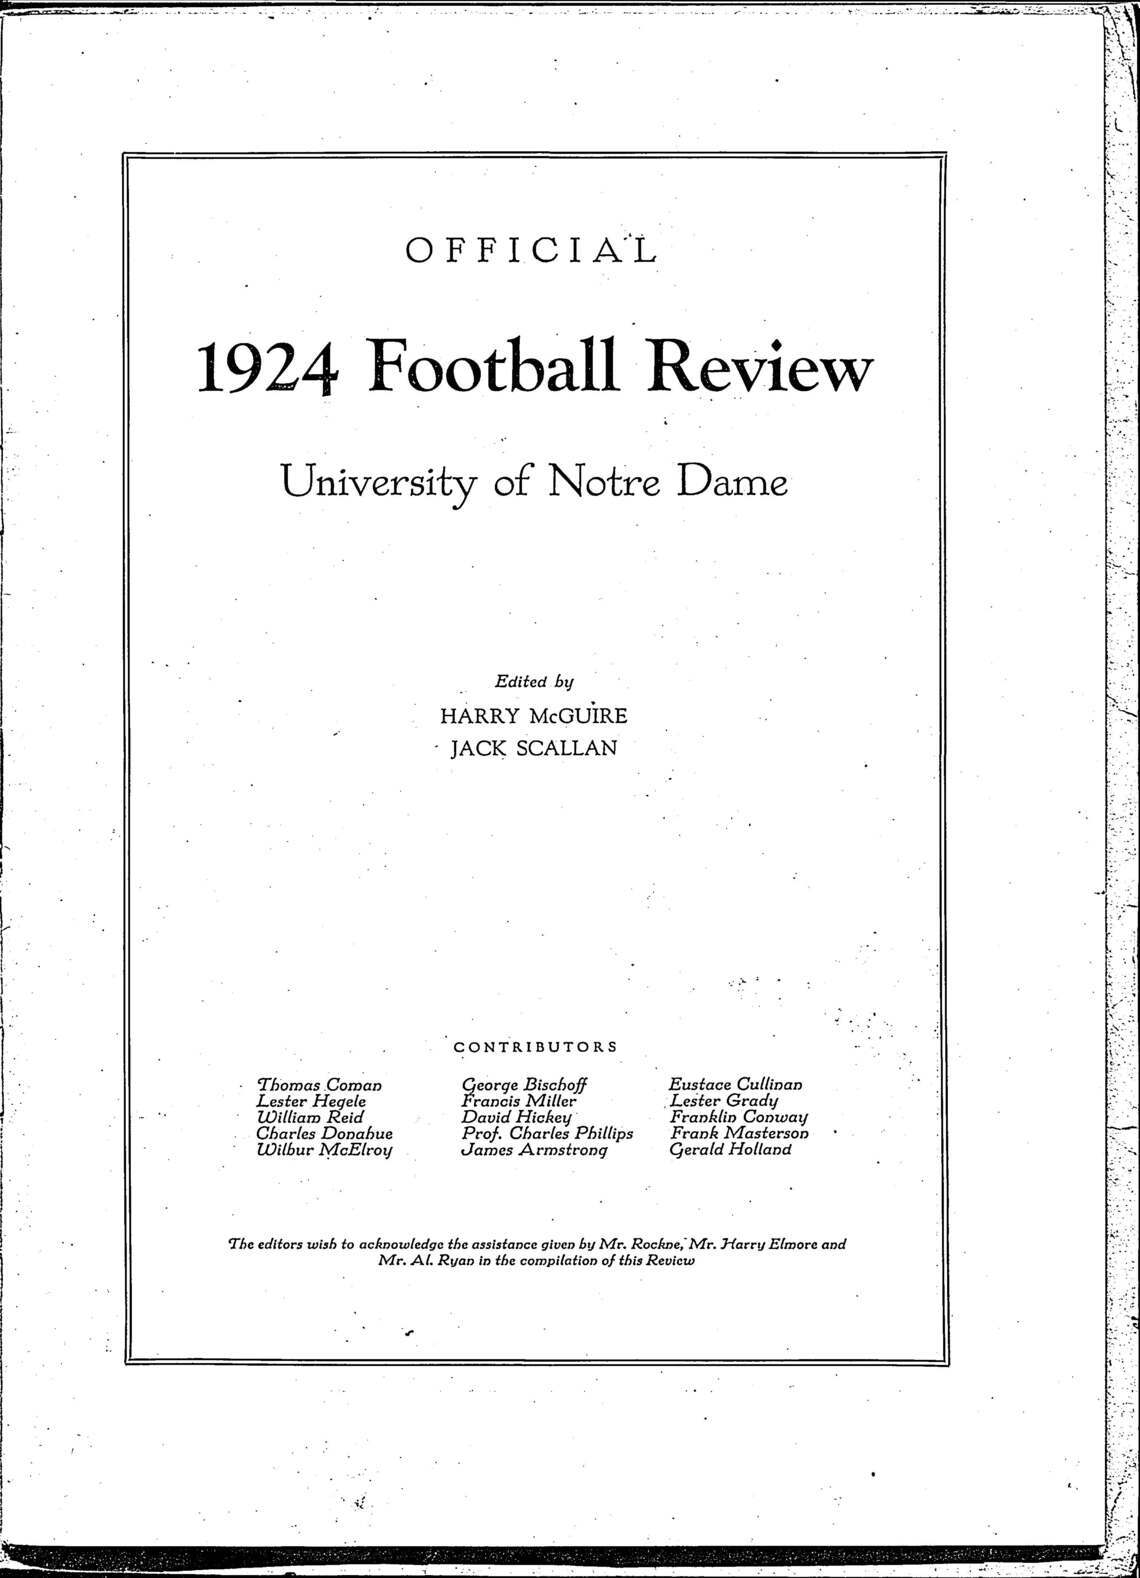 OFFICIAL
1924 Football Review
University of Notre Dame
Edited by
HARRY McGUIRE
JACK SCALLAN
CONTRIBUTORS
Thomas Coman
Lester Hegele
William Reid
Charles Donahue
Wilbur McElroy
George Bischoff
Francis Miller
David Hickey
Prof. Charles Phillips
James Armstrong
Eustace Cullinan
Lester Grady
Franklin Conway
Frank Masterson
Gerald Holland
The editors wish to acknowledge the assistance given by Mr. Rockne, Mr. Harry Elmore and
Mr. Al. Ryan in the compilation of this Review